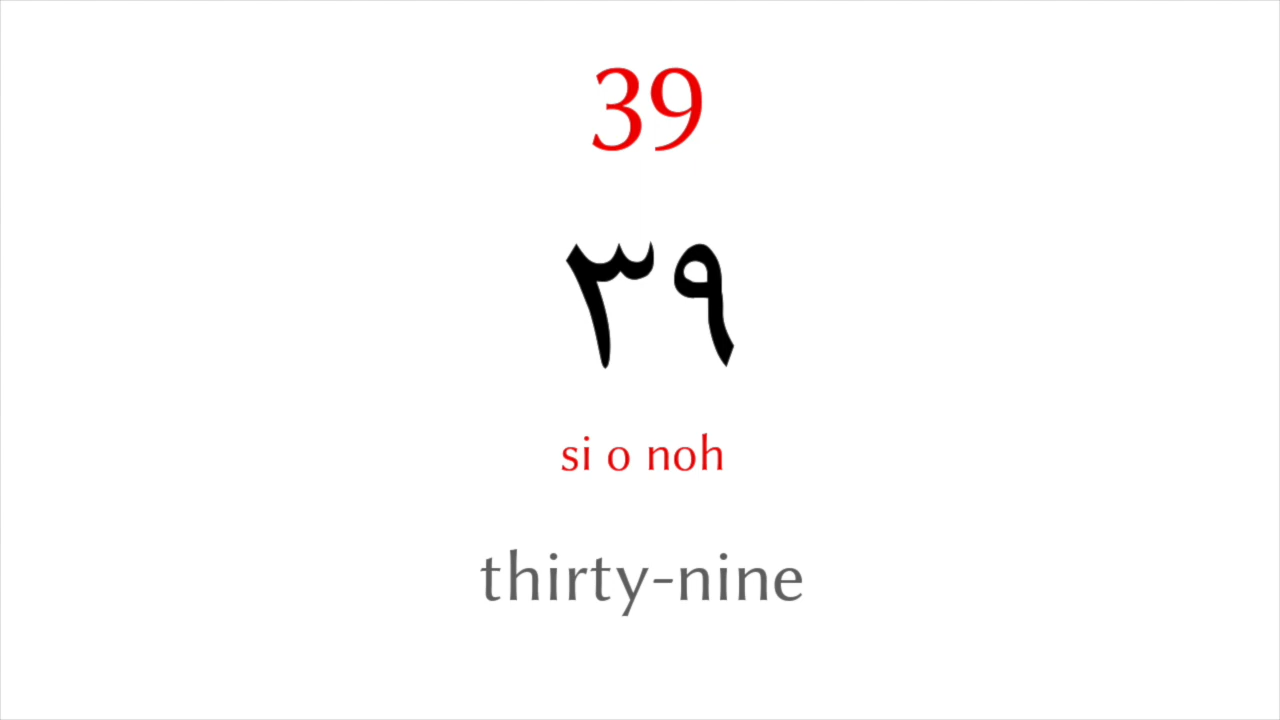 39
۳۹
si o noh
thirty-nine